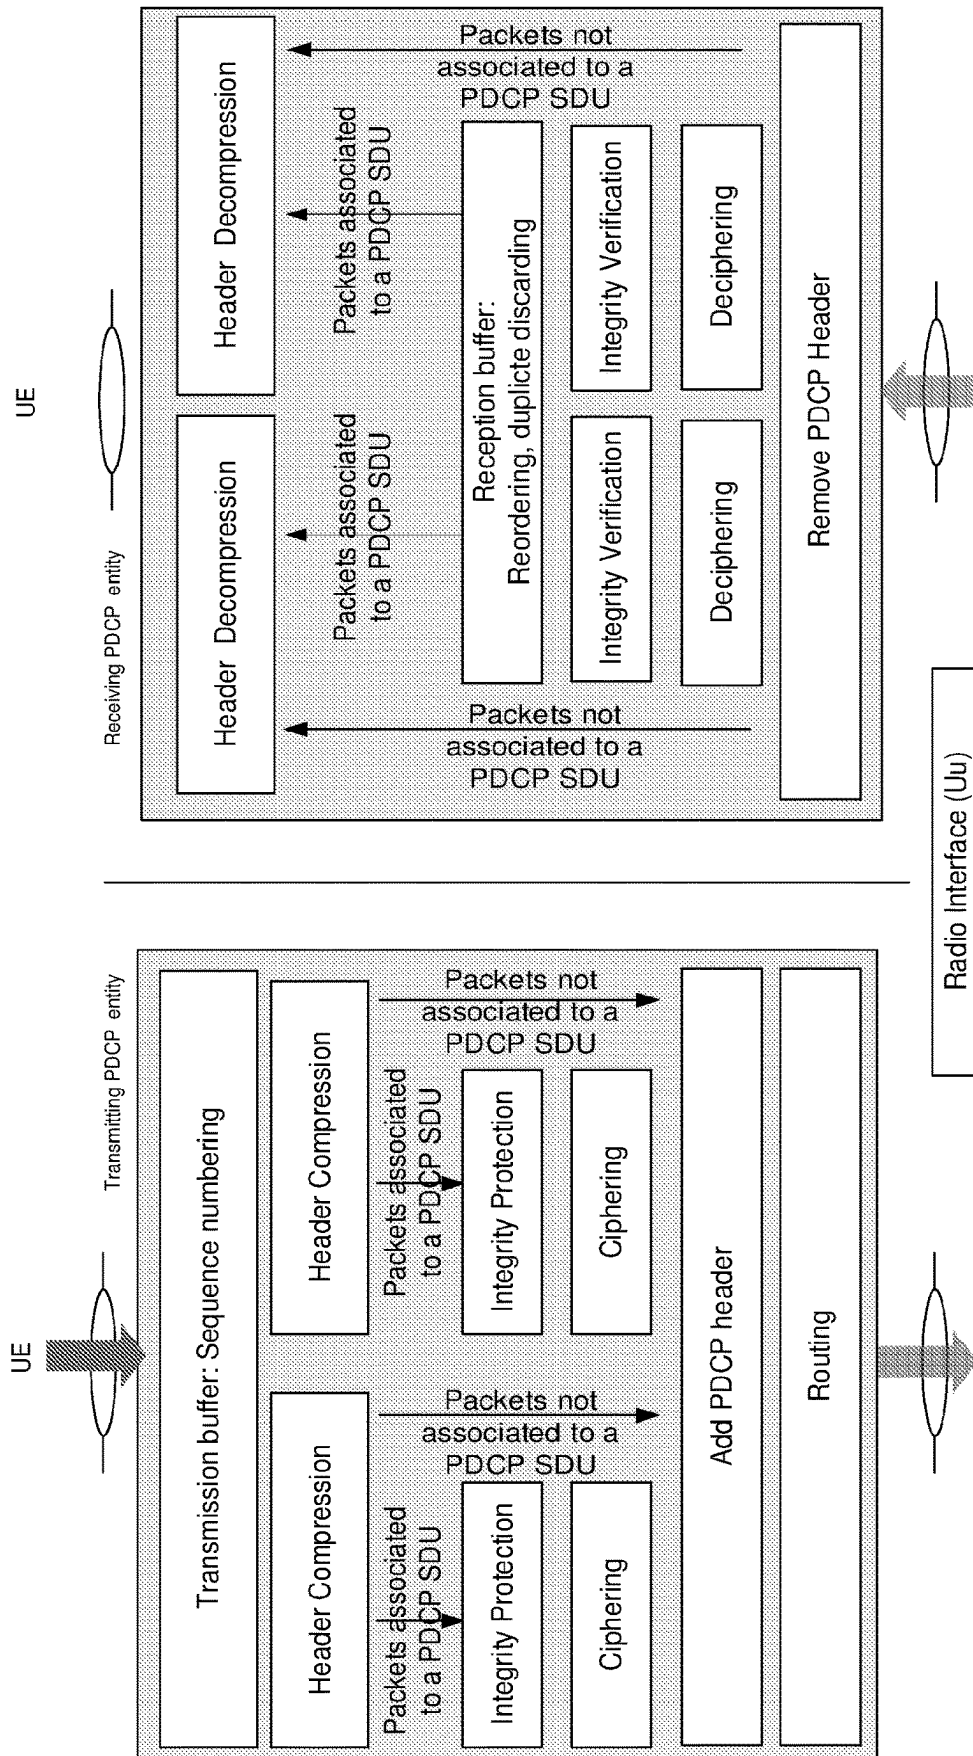 UE
UE
Transmitting PDCP entity
Receiving PDCP entity
Transmission buffer: Sequence numbering
Header Compression
Header Compression
Packets associated
to a PDCP SDU
Packets not
associated to a
PDCP SDU
Packets associated
to a PDCP SDU
Packets not
associated to a
PDCP SDU
Integrity Protection
Integrity Protection
Ciphering
Ciphering
Add PDCP header
Routing
Header Decompression
Header Decompression
Packets not
associated to a
PDCP SDU
Packets associated
to a PDCP SDU
Packets associated
to a PDCP SDU
Packets not
associated to a
PDCP SDU
Reception buffer:
Reordering, duplicte discarding
Integrity Verification
Integrity Verification
Deciphering
Deciphering
Remove PDCP Header
Radio Interface (Uu)